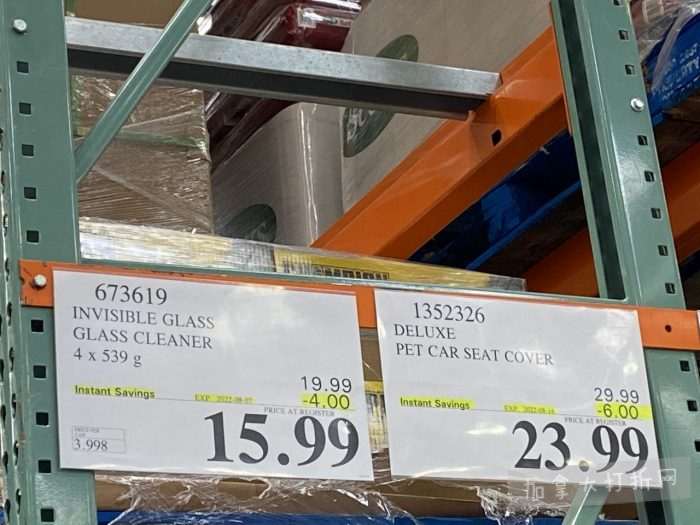 673619
INVISIBLE GLASS
GLASS CLEANER
4 x 539 g
19.99
Instant Savings
-4.00
PRICE AT REGISTER
15.99
3.998
1352326
DELUXE
PET CAR SEAT COVER
29.99
Instant Savings
-6.00
PRICE AT REGISTER
23.99
加拿大打折网